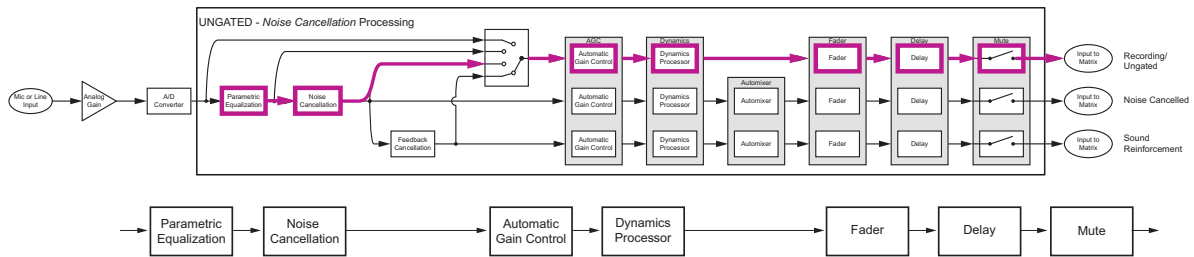 UNGATED - Noise Cancellation Processing
AGC
Dynamics
Fader
Delay
Mute
Mic or Line
Input
Analog
Gain
A/D
Converter
Parametric
Equalization
Noise
Cancellation
Automatic
Gain Control
Dynamics
Processor
Fader
Delay
Input to
Matrix
Recording/
Ungated
Automixer
Automatic
Gain Control
Dynamics
Processor
Automixer
Fader
Delay
Input to
Matrix
Noise Cancelled
Feedback
Cancellation
Automatic
Gain Control
Dynamics
Processor
Automixer
Fader
Delay
Input to
Matrix
Sound
Reinforcement
Parametric
Equalization
Noise
Cancellation
Automatic
Gain Control
Dynamics
Processor
Fader
Delay
Mute